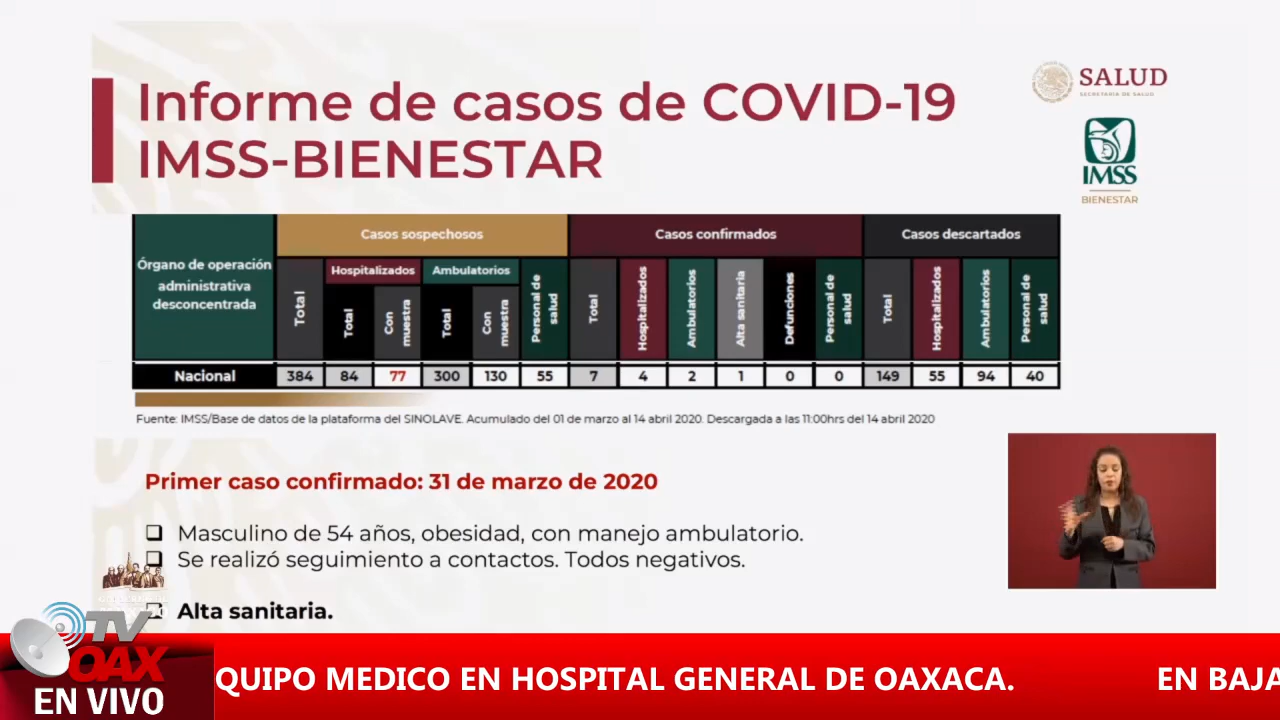 Informe de casos de COVID-19
IMSS-BIENESTAR
SALUD
SECRETARÍA DE SALUD
IMSS
BIENESTAR
Órgano de operación
administrativa
desconcentrada
Casos sospechosos
Casos confirmados
Casos descartados
Hospitalizados
Ambulatorios
Total
Total
Con
muestra
Total
Con
muestra
Personal de
salud
Total
Hospitalizados
Ambulatorios
Alta sanitaria
Defunciones
Personal de
salud
Total
Hospitalizados
Ambulatorios
Personal de
salud
Nacional 384 84 77 300 130 55 7 4 2 1 0 0 149 55 94 40
Fuente: IMSS/Base de datos de la plataforma del SINOLAVE. Acumulado del 01 de marzo al 14 abril 2020. Descargada a las 11:00hrs del 14 abril 2020
Primer caso confirmado: 31 de marzo de 2020
Masculino de 54 años, obesidad, con manejo ambulatorio.
Se realizó seguimiento a contactos. Todos negativos.
Alta sanitaria.
TV
OAX
EN VIVO
QUIPO MEDICO EN HOSPITAL GENERAL DE OAXACA. EN BAJA